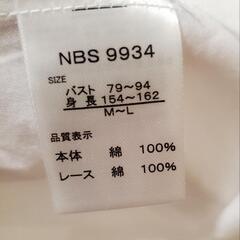 NBS 9934
SIZE
バスト 79～94
身長 154～162
M～L
品質表示
本体 綿 100%
レース 綿 100%